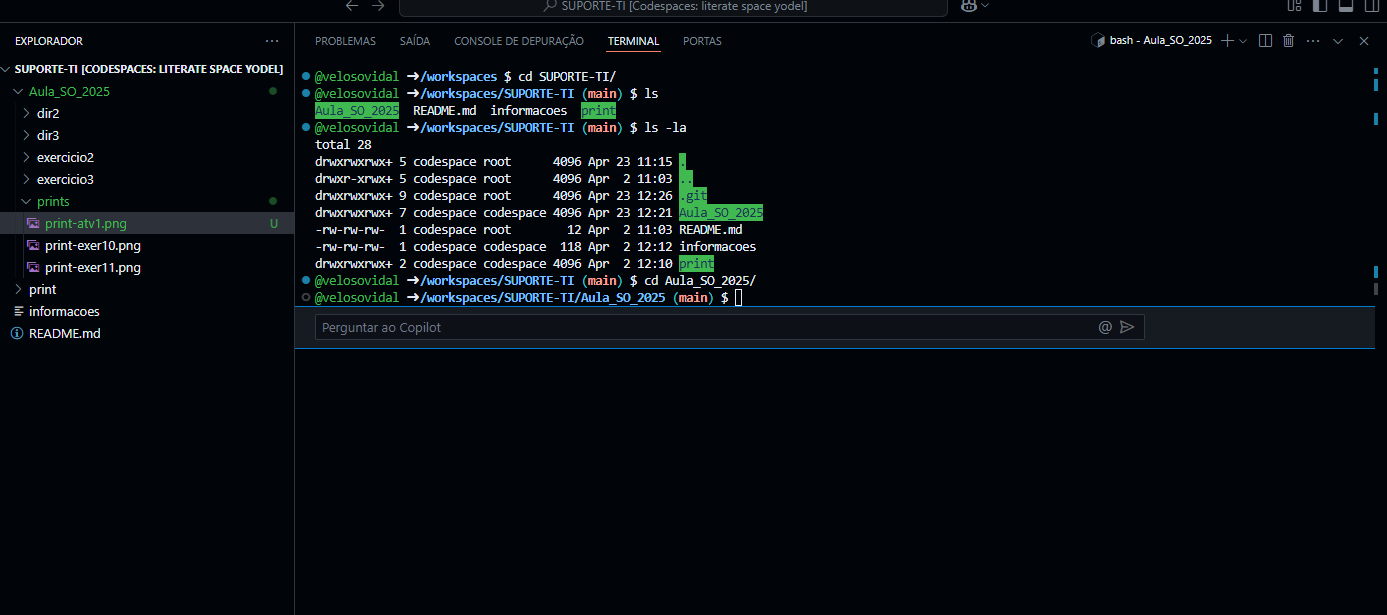 SUPORTE-TI [Codespaces: literate space yodel]
EXPLORADOR
SUPORTE-TI [CODESPACES: LITERATE SPACE YODEL]
Aula_SO_2025
dir2
dir3
exercicio2
exercicio3
prints
print-atv1.png U
print-exer10.png
print-exer11.png
print
informacoes
README.md
PROBLEMAS SAÍDA CONSOLE DE DEPURAÇÃO TERMINAL PORTAS
bash - Aula_SO_2025
@velosovidal ➜/workspaces $ cd SUPORTE-TI/
@velosovidal ➜/workspaces/SUPORTE-TI (main) $ ls
Aula_SO_2025 README.md informacoes print
@velosovidal ➜/workspaces/SUPORTE-TI (main) $ ls -la
total 28
drwxrwxrwx+ 5 codespace root 4096 Apr 23 11:15 .
drwxr-xrwx+ 5 codespace root 4096 Apr 2 11:03 ..
drwxrwxrwx+ 9 codespace root 4096 Apr 23 12:26 .git
drwxrwxrwx+ 7 codespace codespace 4096 Apr 23 12:21 Aula_SO_2025
-rw-rw-rw- 1 codespace root 12 Apr 2 11:03 README.md
-rw-rw-rw- 1 codespace codespace 118 Apr 2 12:12 informacoes
drwxrwxrwx+ 2 codespace codespace 4096 Apr 2 12:10 print
@velosovidal ➜/workspaces/SUPORTE-TI (main) $ cd Aula_SO_2025/
@velosovidal ➜/workspaces/SUPORTE-TI/Aula_SO_2025 (main) $
Perguntar ao Copilot @